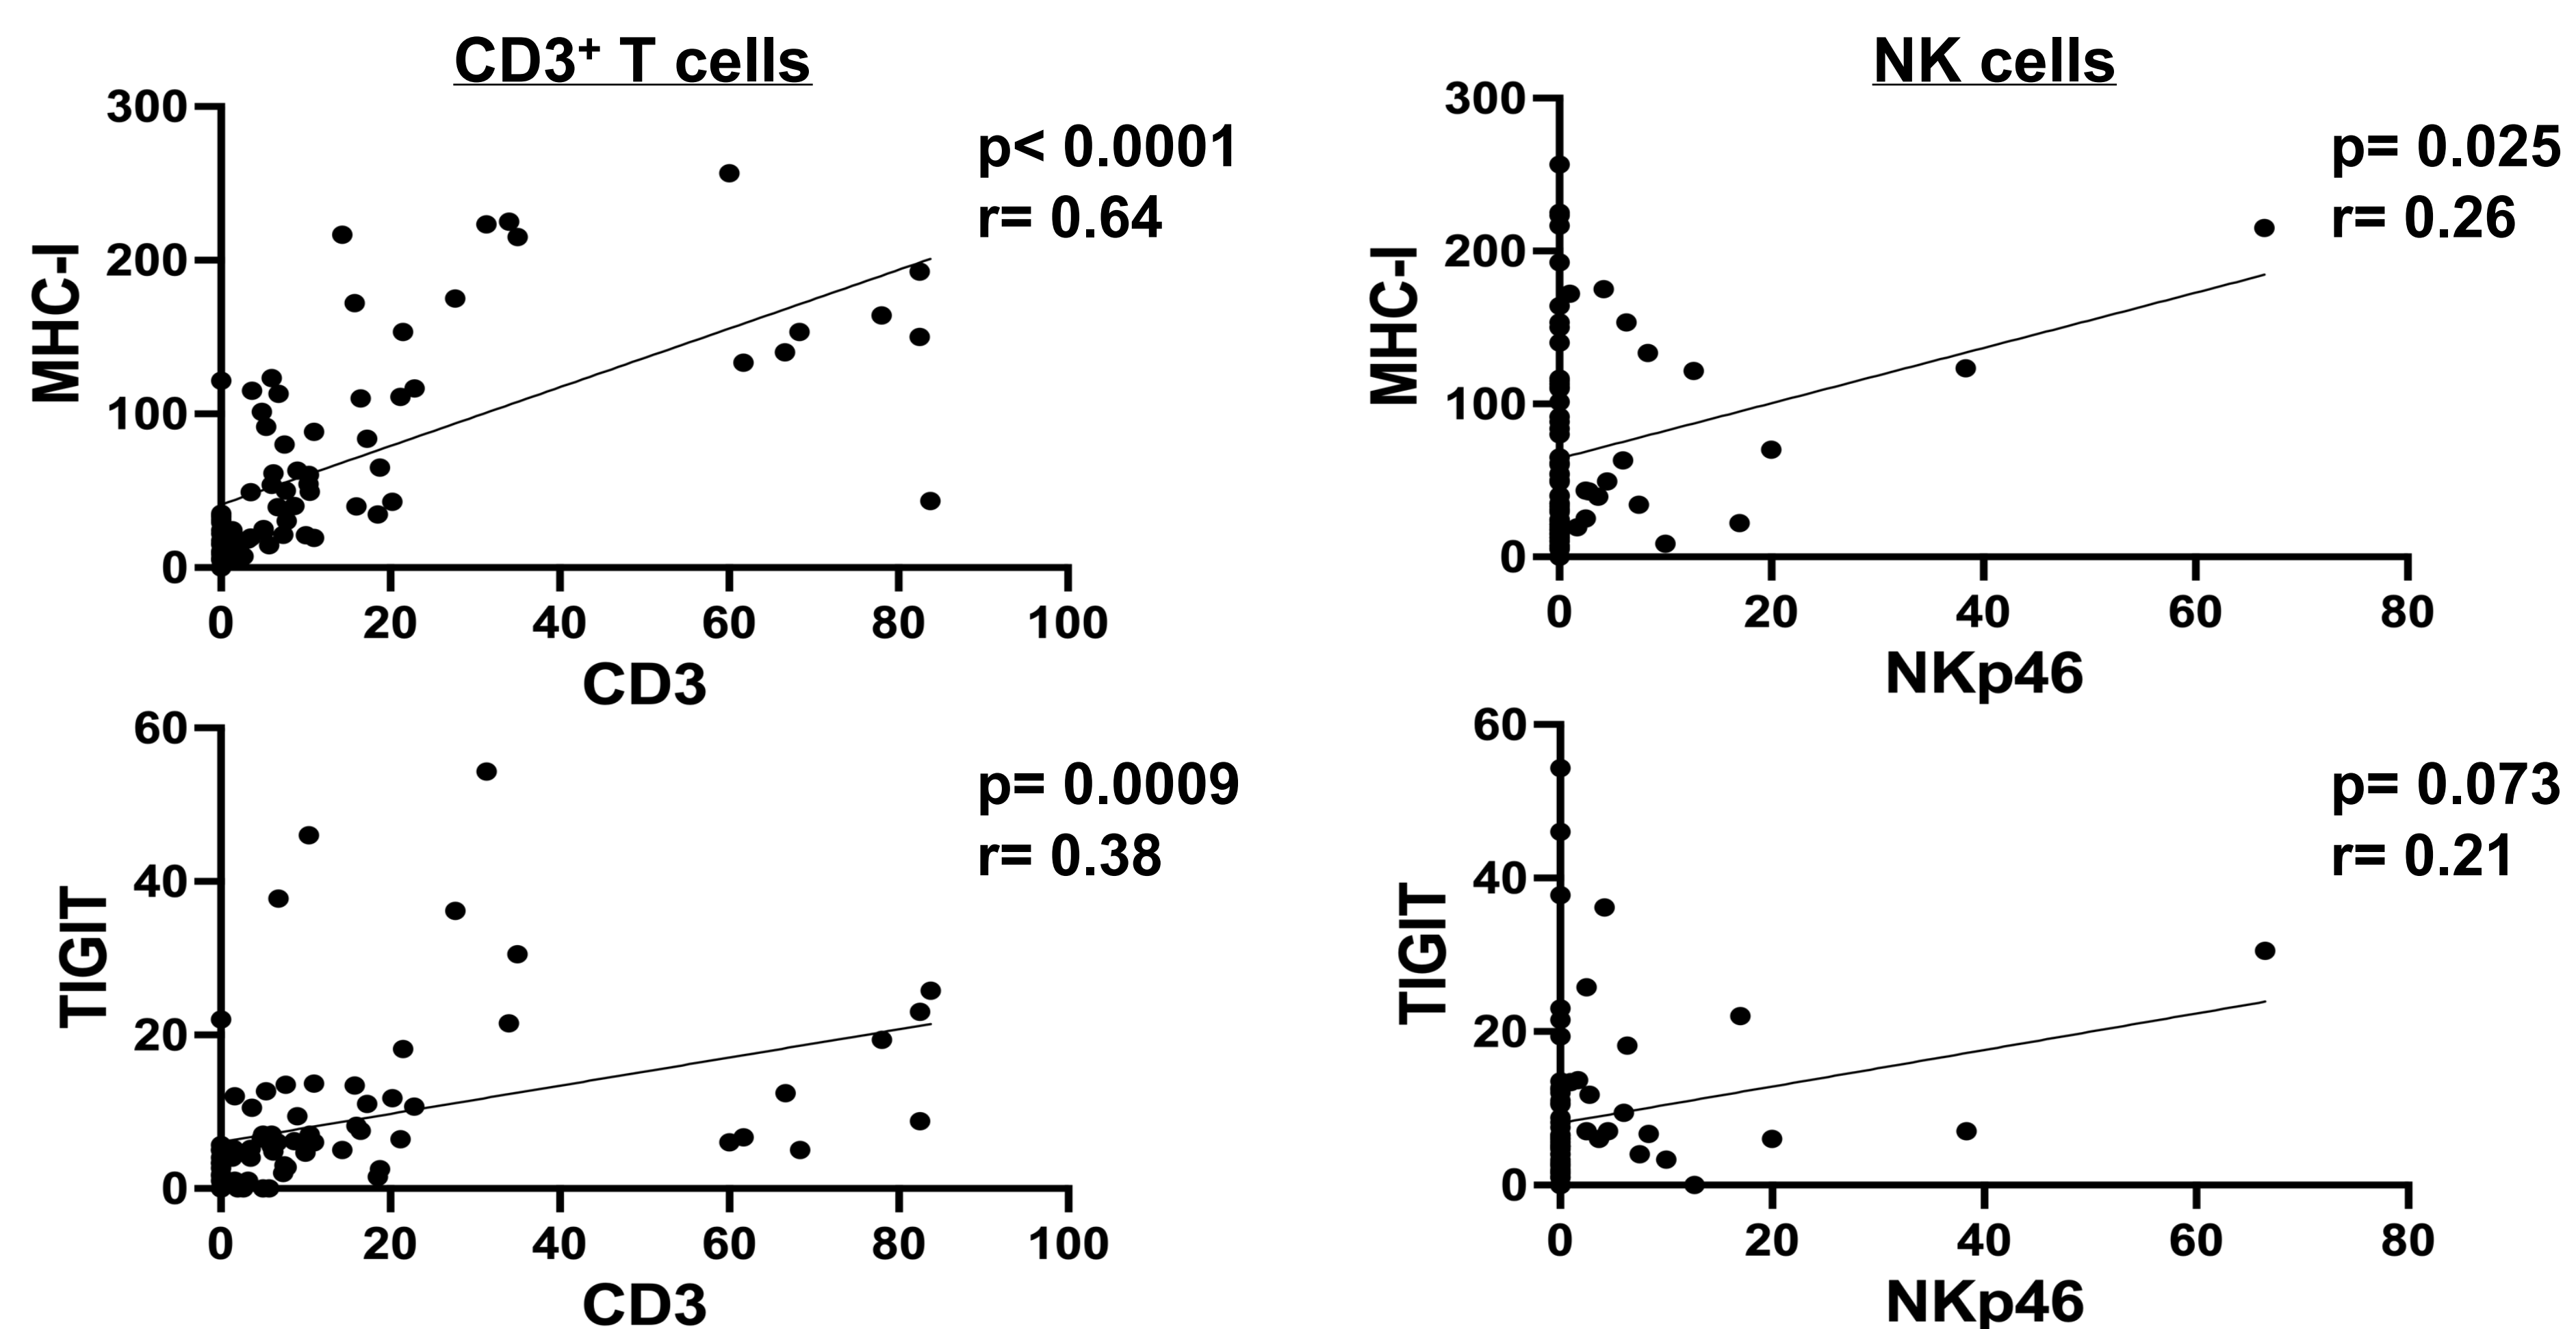 CD3⁺ T cells
300
200
100
0
MHC-I
p< 0.0001
r= 0.64
0 20 40 60 80 100
CD3
NK cells
300
200
100
0
MHC-I
p= 0.025
r= 0.26
0 20 40 60 80
NKp46
60
40
20
0
TIGIT
p= 0.0009
r= 0.38
0 20 40 60 80 100
CD3
60
40
20
0
TIGIT
p= 0.073
r= 0.21
0 20 40 60 80
NKp46